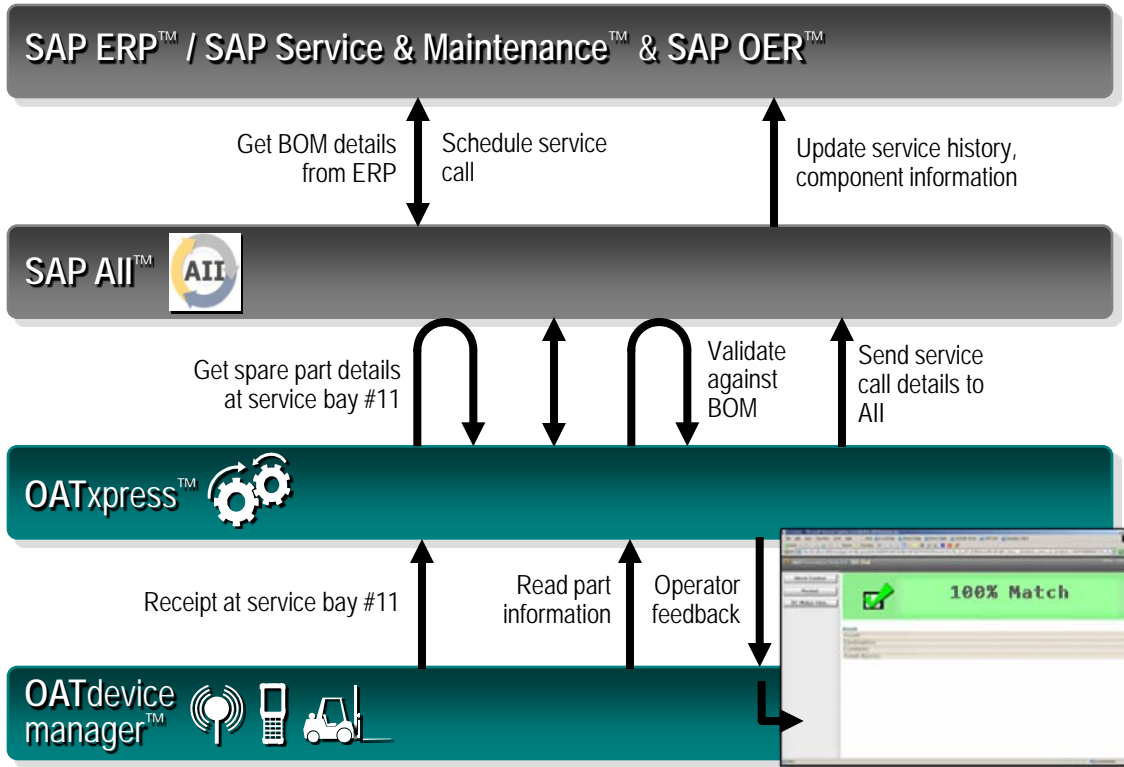 SAP ERP™ / SAP Service & Maintenance™ & SAP OER™
Get BOM details
from ERP
Schedule service
call
Update service history,
component information
SAP AII™
AII
Get spare part details
at service bay #11
Validate
against
BOM
Send service
call details to
AII
OATxpress™
Receipt at service bay #11
Read part
information
Operator
feedback
100% Match
OATdevice
manager™